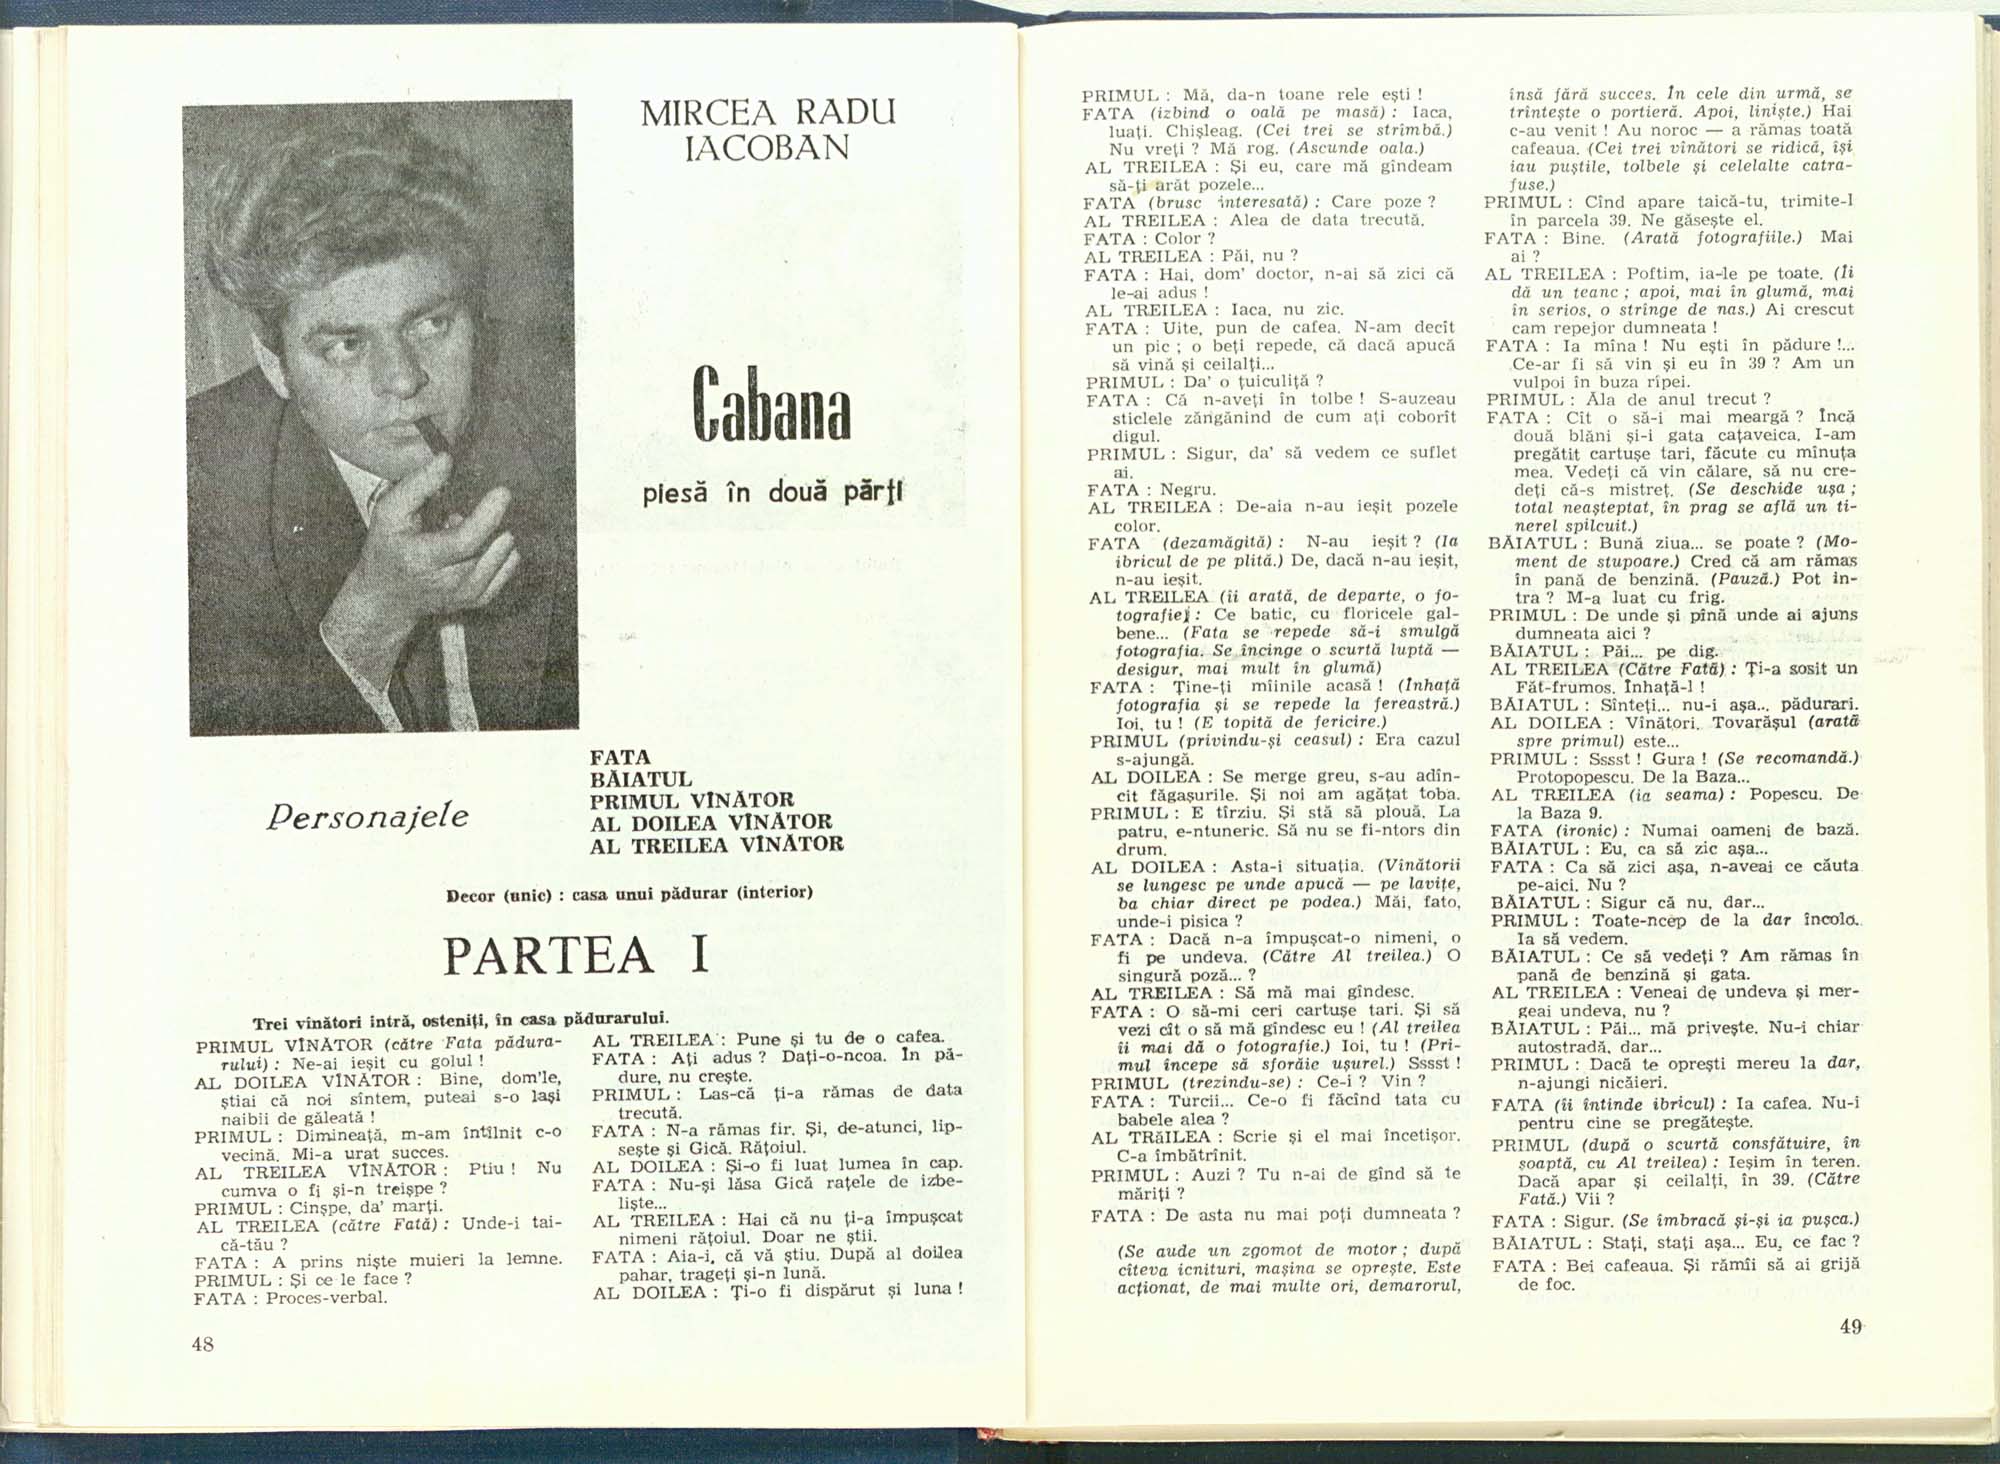 MIRCEA RADU
IACOBAN
Cabana
piesă în două părți
Personajele
FATA
BĂIATUL
PRIMUL VÎNĂTOR
AL DOILEA VÎNĂTOR
AL TREILEA VÎNĂTOR
Decor (unic) : casa unui pădurar (interior)
PARTEA I
Trei vînători intră, osteniți, în casa pădurarului.
PRIMUL VÎNĂTOR (către Fata pădura-
rului) : Ne-ai ieșit cu golul !
AL DOILEA VÎNĂTOR : Bine, dom'le,
știai că noi sîntem, puteai s-o lași
naibii de găleată !
PRIMUL : Dimineață, m-am întîlnit c-o
vecină. Mi-a urat succes.
AL TREILEA VÎNĂTOR : Ptiu ! Nu
cumva o fi și-n treișpe ?
PRIMUL : Cinșpe, da' marți.
AL TREILEA (către Fată) : Unde-i tai-
că-tău ?
FATA : A prins niște muieri la lemne.
PRIMUL : Și ce le face ?
FATA : Proces-verbal.
AL TREILEA : Pune și tu de o cafea.
FATA : Ați adus ? Dați-o-ncoa. În pă-
dure, nu crește.
PRIMUL : Las-că ți-a rămas de data
trecută.
FATA : N-a rămas fir. Și, de-atunci, lip-
sește și Gică. Rățoiul.
AL DOILEA : Și-o fi luat lumea în cap.
FATA : Nu-și lăsa Gică rațele de izbe-
liște...
AL TREILEA : Hai că nu ți-a împușcat
nimeni rățoiul. Doar ne știi.
FATA : Aia-i, că vă știu. După al doilea
pahar, trageți și-n lună.
AL DOILEA : Ți-o fi dispărut și luna !
48
PRIMUL : Mă, da-n toane rele ești !
FATA (izbind o oală pe masă) : Iaca,
luați. Chișleag. (Cei trei se strîmbă.)
Nu vreți ? Mă rog. (Ascunde oala.)
AL TREILEA : Și eu, care mă gîndeam
să-ți arăt pozele...
FATA (brusc interesată) : Care poze ?
AL TREILEA : Alea de data trecută.
FATA : Color ?
AL TREILEA : Păi, nu ?
FATA : Hai, dom' doctor, n-ai să zici că
le-ai adus !
AL TREILEA : Iaca, nu zic.
FATA : Uite, pun de cafea. N-am decît
un pic ; o beți repede, că dacă apucă
să vină și ceilalți...
PRIMUL : Da' o țuiculiță ?
FATA : Că n-aveți în tolbe ! S-auzeau
sticlele zăngănind de cum ați coborît
digul.
PRIMUL : Sigur, da' să vedem ce suflet
ai.
FATA : Negru.
AL TREILEA : De-aia n-au ieșit pozele
color.
FATA (dezamăgită) : N-au ieșit ? (Ia
ibricul de pe plită.) De, dacă n-au ieșit,
n-au ieșit.
AL TREILEA (îi arată, de departe, o fo-
tografie) : Ce batic, cu floricele gal-
bene... (Fata se repede să-i smulgă
fotografia. Se încinge o scurtă luptă —
desigur, mai mult în glumă)
FATA : Ține-ți mîinile acasă ! (Înhață
fotografia și se repede la fereastră.)
Ioi, tu ! (E topită de fericire.)
PRIMUL (privindu-și ceasul) : Era cazul
s-ajungă.
AL DOILEA : Se merge greu, s-au adîn-
cit făgașurile. Și noi am agățat toba.
PRIMUL : E tîrziu. Și stă să plouă. La
patru, e-ntuneric. Să nu se fi-ntors din
drum.
AL DOILEA : Asta-i situația. (Vînătorii
se lungesc pe unde apucă — pe lavițe,
ba chiar direct pe podea.) Măi, fato,
unde-i pisica ?
FATA : Dacă n-a împușcat-o nimeni, o
fi pe undeva. (Către Al treilea.) O
singură poză... ?
AL TREILEA : Să mă mai gîndesc.
FATA : O să-mi ceri cartușe tari. Și să
vezi cît o să mă gîndesc eu ! (Al treilea
îi mai dă o fotografie.) Ioi, tu ! (Pri-
mul începe să sforăie ușurel.) Sssst !
PRIMUL (trezindu-se) : Ce-i ? Vin ?
FATA : Turcii... Ce-o fi făcînd tata cu
babele alea ?
AL TRăILEA : Scrie și el mai încetișor.
C-a îmbătrînit.
PRIMUL : Auzi ? Tu n-ai de gînd să te
măriți ?
FATA : De asta nu mai poți dumneata ?
(Se aude un zgomot de motor ; după
cîteva icnituri, mașina se oprește. Este
acționat, de mai multe ori, demarorul,
însă fără succes. În cele din urmă, se
trîntește o portieră. Apoi, liniște.) Hai
c-au venit ! Au noroc — a rămas toată
cafeaua. (Cei trei vînători se ridică, își
iau puștile, tolbele și celelalte catra-
fuse.)
PRIMUL : Cînd apare taică-tu, trimite-l
în parcela 39. Ne găsește el.
FATA : Bine. (Arată fotografiile.) Mai
ai ?
AL TREILEA : Poftim, ia-le pe toate. (Îi
dă un teanc ; apoi, mai în glumă, mai
în serios, o strînge de nas.) Ai crescut
cam repejor dumneata !
FATA : Ia mîna ! Nu ești în pădure !...
Ce-ar fi să vin și eu în 39 ? Am un
vulpoi în buza rîpei.
PRIMUL : Ăla de anul trecut ?
FATA : Cît o să-i mai meargă ? Încă
două blăni și-i gata cațaveica. I-am
pregătit cartușe tari, făcute cu mînuța
mea. Vedeți că vin călare, să nu cre-
deți că-s mistreț. (Se deschide ușa ;
total neașteptat, în prag se află un ti-
nerel spilcuit.)
BĂIATUL : Bună ziua... se poate ? (Mo-
ment de stupoare.) Cred că am rămas
în pană de benzină. (Pauză.) Pot in-
tra ? M-a luat cu frig.
PRIMUL : De unde și pînă unde ai ajuns
dumneata aici ?
BĂIATUL : Păi... pe dig.
AL TREILEA (Către Fată) : Ți-a sosit un
Făt-frumos. Înhață-l !
BĂIATUL : Sînteți... nu-i așa... pădurari.
AL DOILEA : Vînători. Tovarășul (arată
spre primul) este...
PRIMUL : Sssst ! Gura ! (Se recomandă.)
Protopopescu. De la Baza...
AL TREILEA (ia seama) : Popescu. De
la Baza 9.
FATA (ironic) : Numai oameni de bază.
BĂIATUL : Eu, ca să zic așa...
FATA : Ca să zici așa, n-aveai ce căuta
pe-aici. Nu ?
BĂIATUL : Sigur că nu, dar...
PRIMUL : Toate-ncep de la dar încolo.
Ia să vedem.
BĂIATUL : Ce să vedeți ? Am rămas în
pană de benzină și gata.
AL TREILEA : Veneai de undeva și mer-
geai undeva, nu ?
BĂIATUL : Păi... mă privește. Nu-i chiar
autostradă, dar...
PRIMUL : Dacă te oprești mereu la dar,
n-ajungi nicăieri.
FATA (îi întinde ibricul) : Ia cafea. Nu-i
pentru cine se pregătește.
PRIMUL (după o scurtă consfătuire, în
șoaptă, cu Al treilea) : Ieșim în teren.
Dacă apar și ceilalți, în 39. (Către
Fată.) Vii ?
FATA : Sigur. (Se îmbracă și-și ia pușca.)
BĂIATUL : Stați, stați așa... Eu, ce fac ?
FATA : Bei cafeaua. Și rămîi să ai grijă
de foc.
49